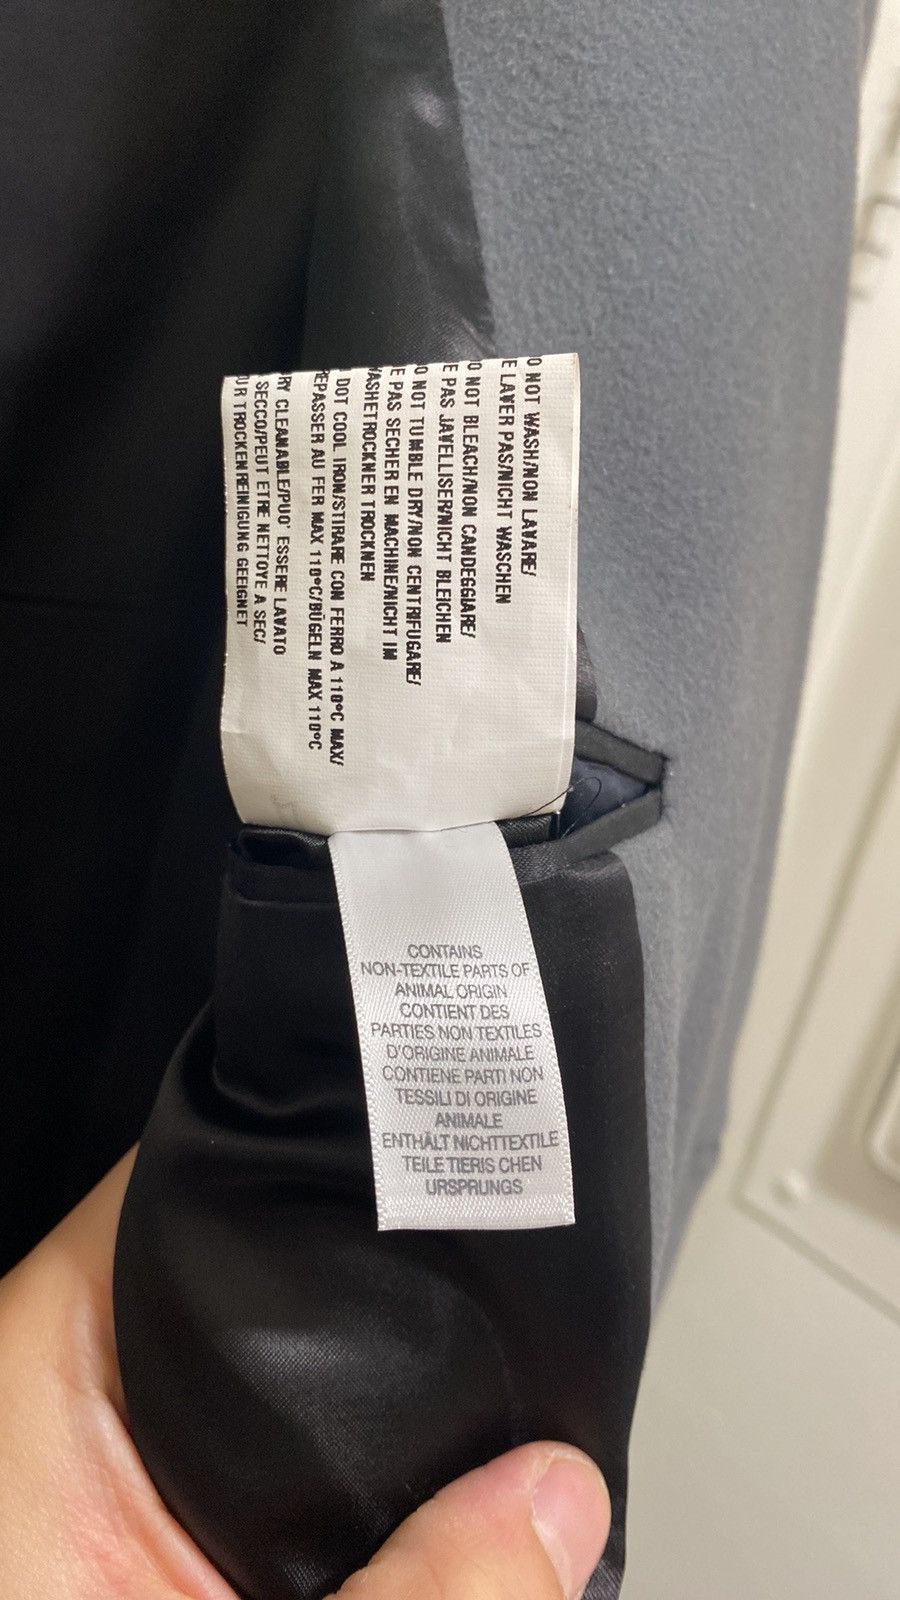 O NOT WASH/NON LAVARE/
E LAVER PAS/NICHT WASCHEN
O NOT BLEACH/NON CANDEGGIARE/
E PAS JAVELLISER/NICHT BLEICHEN
O NOT TUMBLE DRY/NON CENTRIFUGARE/
E PAS SECHER EN MACHINE/NICHT IM
WASHETROCKNER TROCKNEN
DOT COOL IRON/STIRARE CON FERRO A 110°C MAX/
REPASSER AU FER MAX 110°C/BÜGELN MAX 110°C
RY CLEANABLE/PUO' ESSERE LAVATO
SECCO/PEUT ETRE NETTOYE A SEC/
UR TROCKENREINIGUNG GEEIGNET
CONTAINS
NON-TEXTILE PARTS OF
ANIMAL ORIGIN
CONTIENT DES
PARTIES NON TEXTILES
D'ORIGINE ANIMALE
CONTIENE PARTI NON
TESSILI DI ORIGINE
ANIMALE
ENTHÄLT NICHTTEXTILE
TEILE TIERIS CHEN
URSPRUNGS